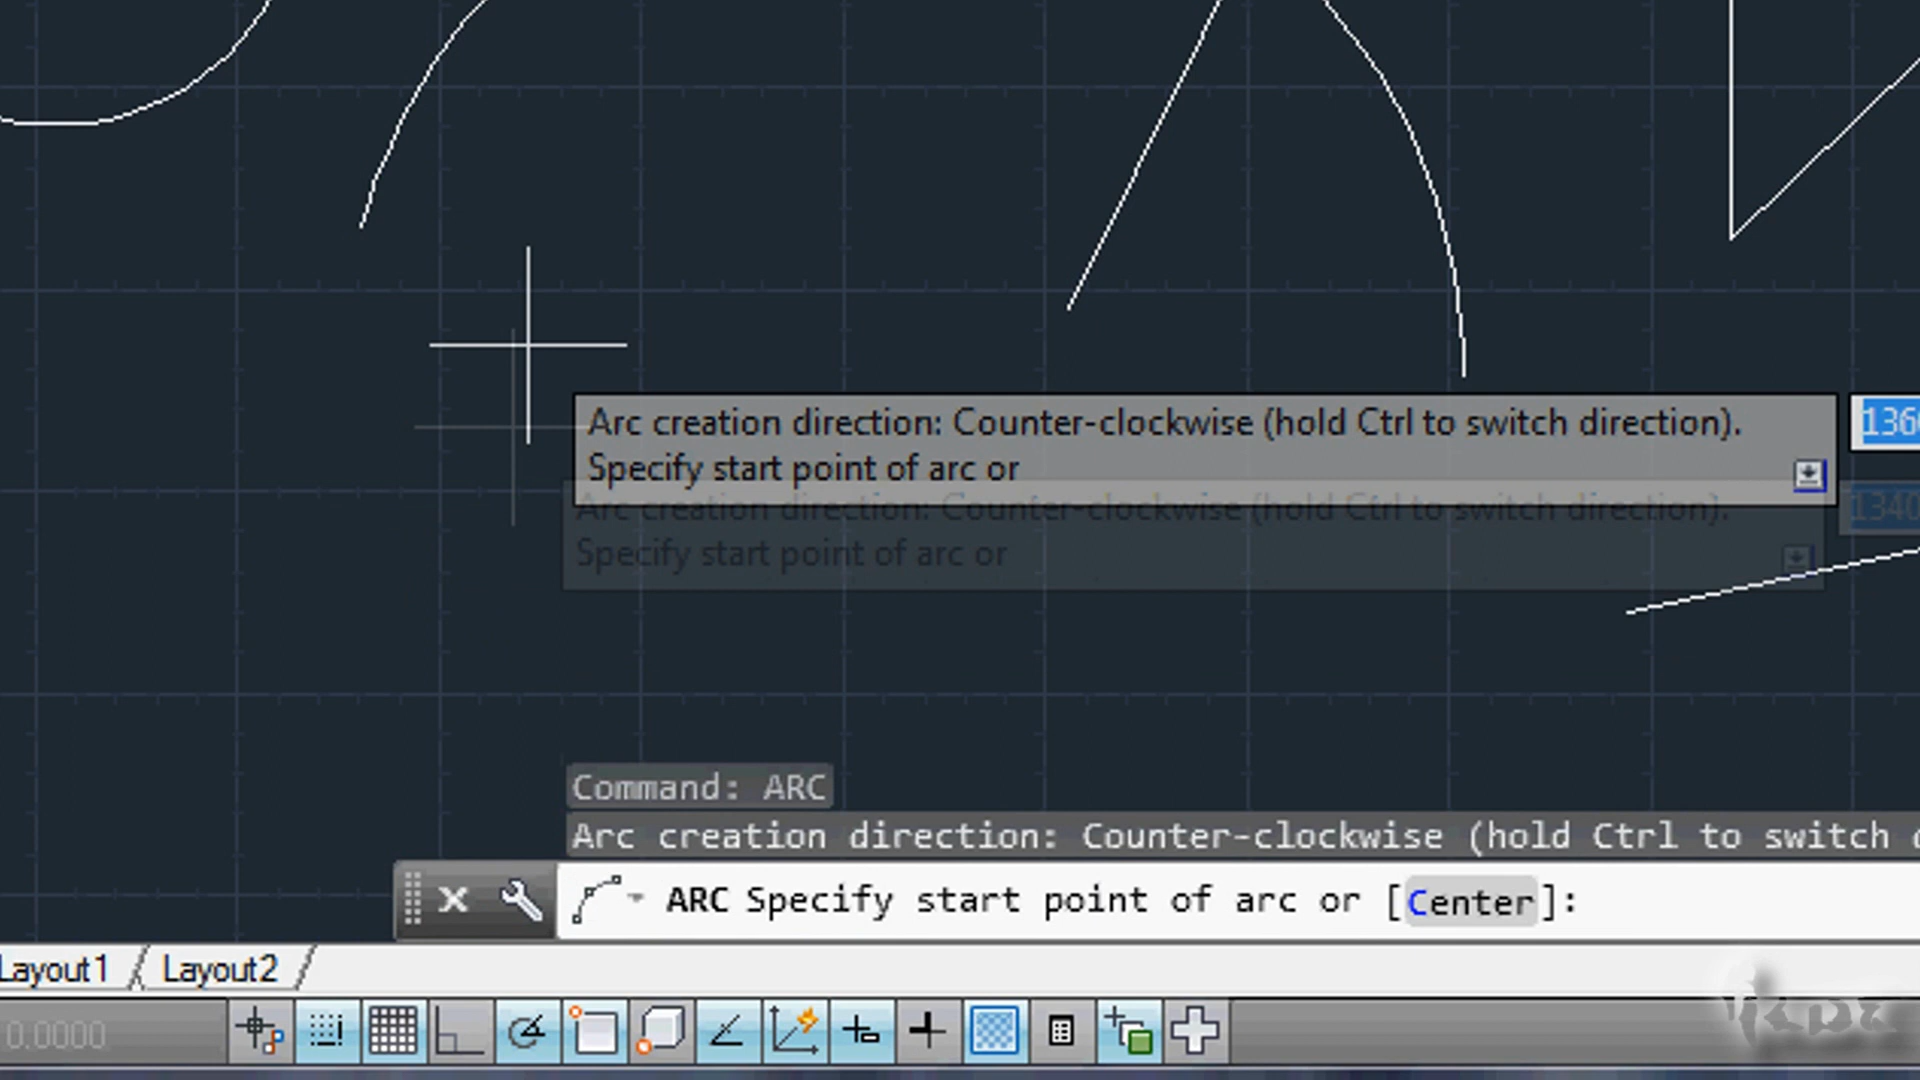 Arc creation direction: Counter-clockwise (hold Ctrl to switch direction).
Specify start point of arc or
Arc creation direction: Counter-clockwise (hold Ctrl to switch direction).
Specify start point of arc or
Command: ARC
Arc creation direction: Counter-clockwise (hold Ctrl to switch
ARC Specify start point of arc or [Center]:
Layout1 Layout2
0.0000